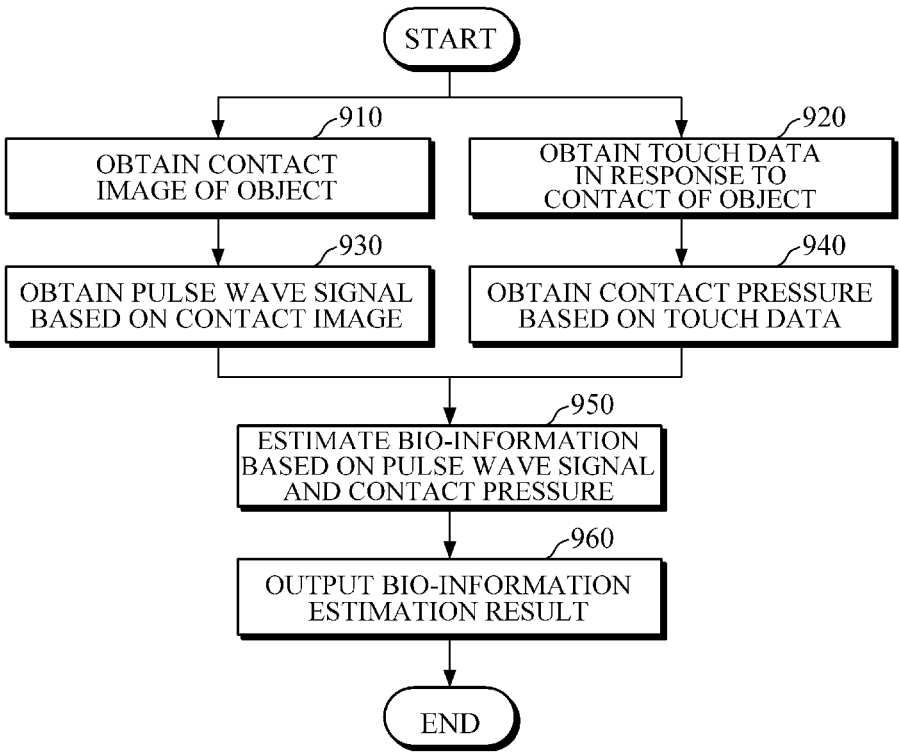 START
910
OBTAIN CONTACT
IMAGE OF OBJECT
920
OBTAIN TOUCH DATA
IN RESPONSE TO
CONTACT OF OBJECT
930
OBTAIN PULSE WAVE SIGNAL
BASED ON CONTACT IMAGE
940
OBTAIN CONTACT PRESSURE
BASED ON TOUCH DATA
950
ESTIMATE BIO-INFORMATION
BASED ON PULSE WAVE SIGNAL
AND CONTACT PRESSURE
960
OUTPUT BIO-INFORMATION
ESTIMATION RESULT
END